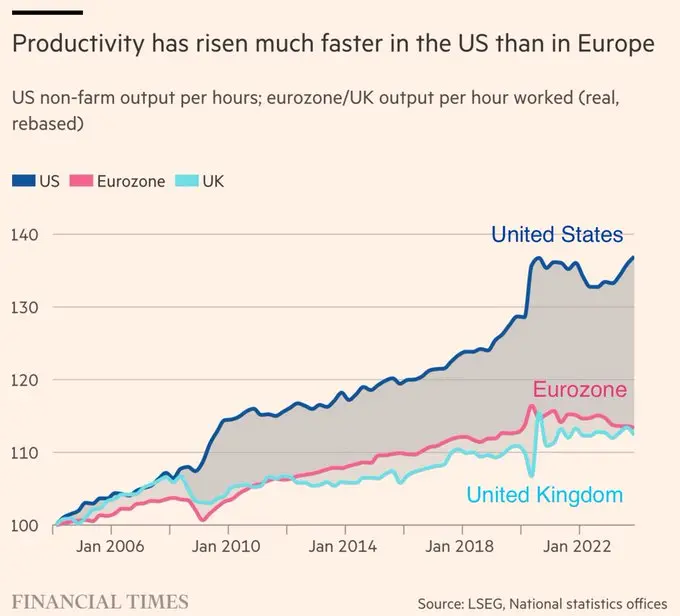 Productivity has risen much faster in the US than in Europe
US non-farm output per hours; eurozone/UK output per hour worked (real,
rebased)
US Eurozone UK
140
United States
130
120
Eurozone
110
United Kingdom
100
Jan 2006 Jan 2010 Jan 2014 Jan 2018 Jan 2022
FINANCIAL TIMES Source: LSEG, National statistics offices